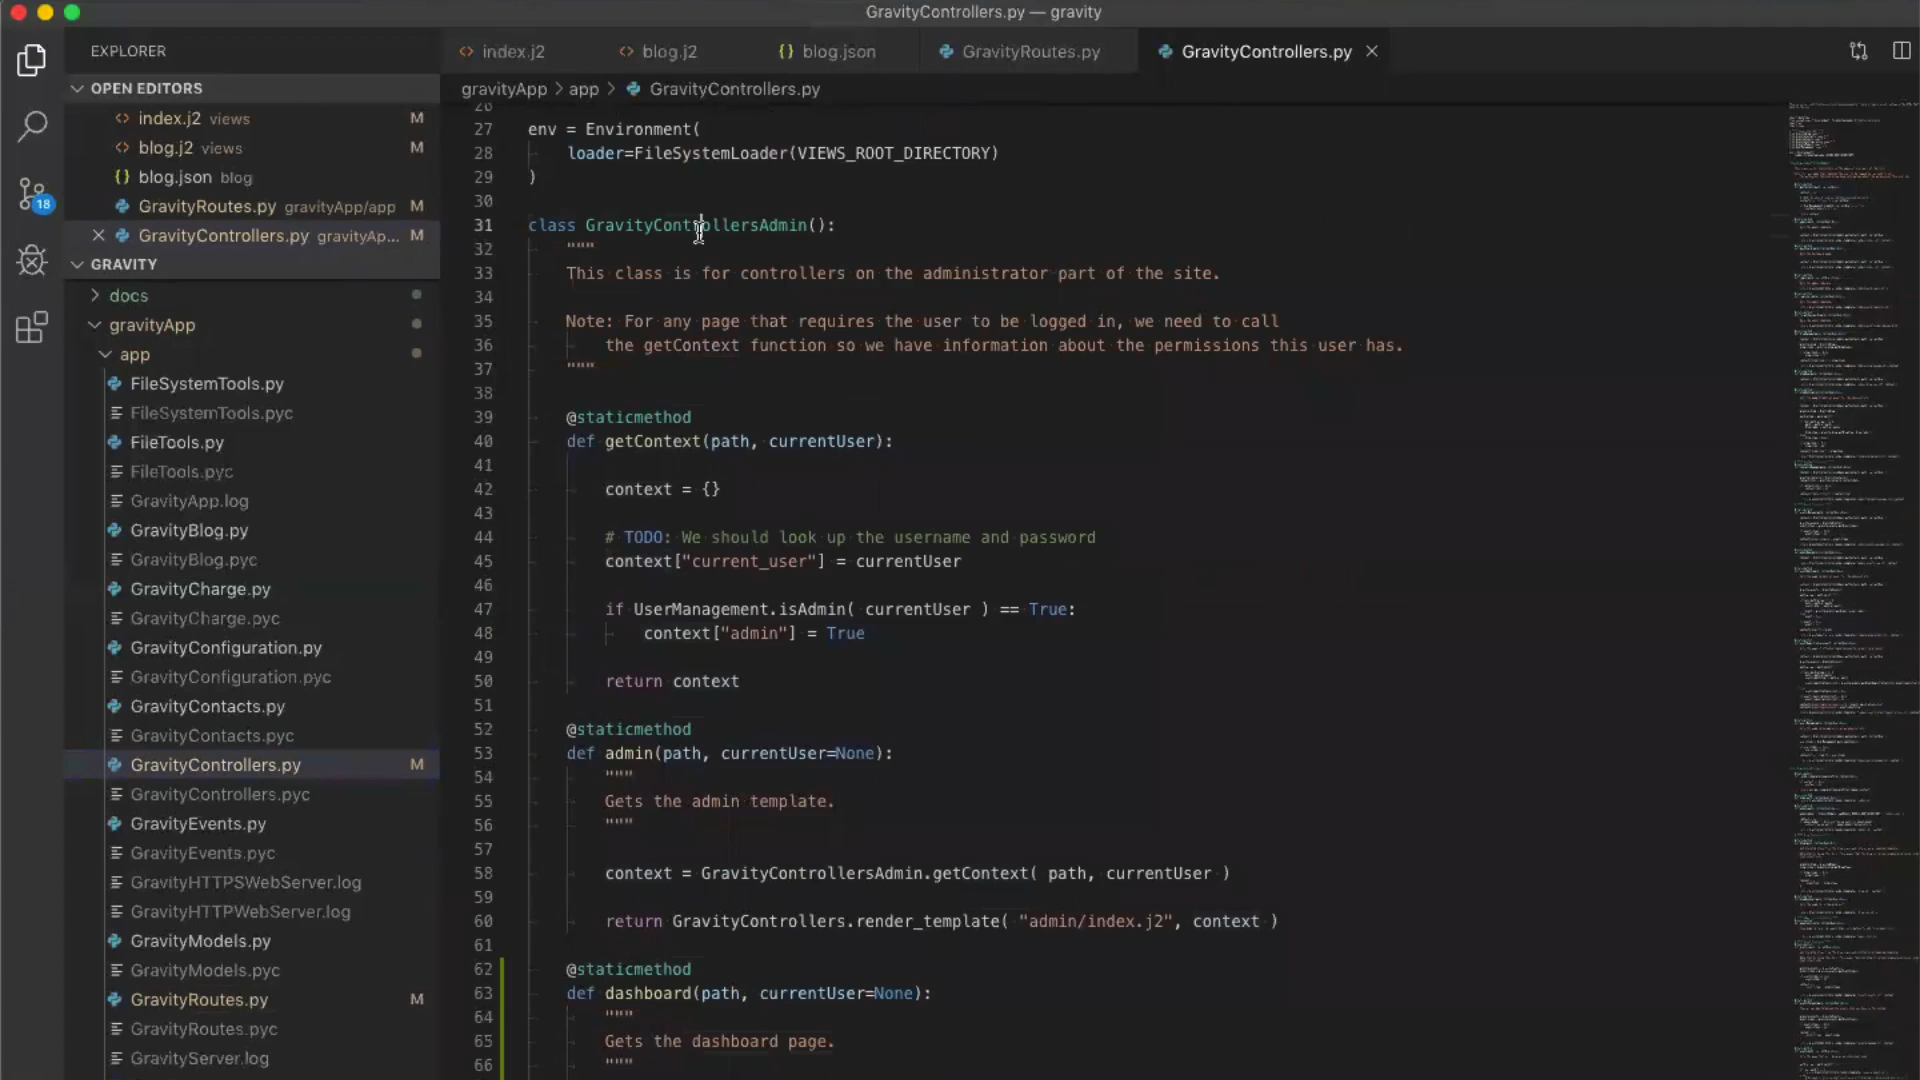 GravityControllers.py — gravity
EXPLORER
index.j2
blog.j2
{} blog.json
GravityRoutes.py
GravityControllers.py
OPEN EDITORS
index.j2 views M
blog.j2 views M
{} blog.json blog
GravityRoutes.py gravityApp/app M
GravityControllers.py gravityAp... M
18
GRAVITY
docs
gravityApp
app
FileSystemTools.py
FileSystemTools.pyc
FileTools.py
FileTools.pyc
GravityApp.log
GravityBlog.py
GravityBlog.pyc
GravityCharge.py
GravityCharge.pyc
GravityConfiguration.py
GravityConfiguration.pyc
GravityContacts.py
GravityContacts.pyc
GravityControllers.py M
GravityControllers.pyc
GravityEvents.py
GravityEvents.pyc
GravityHTTPSWebServer.log
GravityHTTPWebServer.log
GravityModels.py
GravityModels.pyc
GravityRoutes.py M
GravityRoutes.pyc
GravityServer.log
gravityApp > app > GravityControllers.py
26
27 env = Environment(
28 loader=FileSystemLoader(VIEWS_ROOT_DIRECTORY)
29 )
30
31 class GravityControllersAdmin():
32 """
33 This class is for controllers on the administrator part of the site.
34
35 Note: For any page that requires the user to be logged in, we need to call
36 the getContext function so we have information about the permissions this user has.
37 """
38
39 @staticmethod
40 def getContext(path, currentUser):
41
42 context = {}
43
44 # TODO: We should look up the username and password
45 context["current_user"] = currentUser
46
47 if UserManagement.isAdmin( currentUser ) == True:
48 context["admin"] = True
49
50 return context
51
52 @staticmethod
53 def admin(path, currentUser=None):
54 """
55 Gets the admin template.
56 """
57
58 context = GravityControllersAdmin.getContext( path, currentUser )
59
60 return GravityControllers.render_template( "admin/index.j2", context )
61
62 @staticmethod
63 def dashboard(path, currentUser=None):
64 """
65 Gets the dashboard page.
66 """